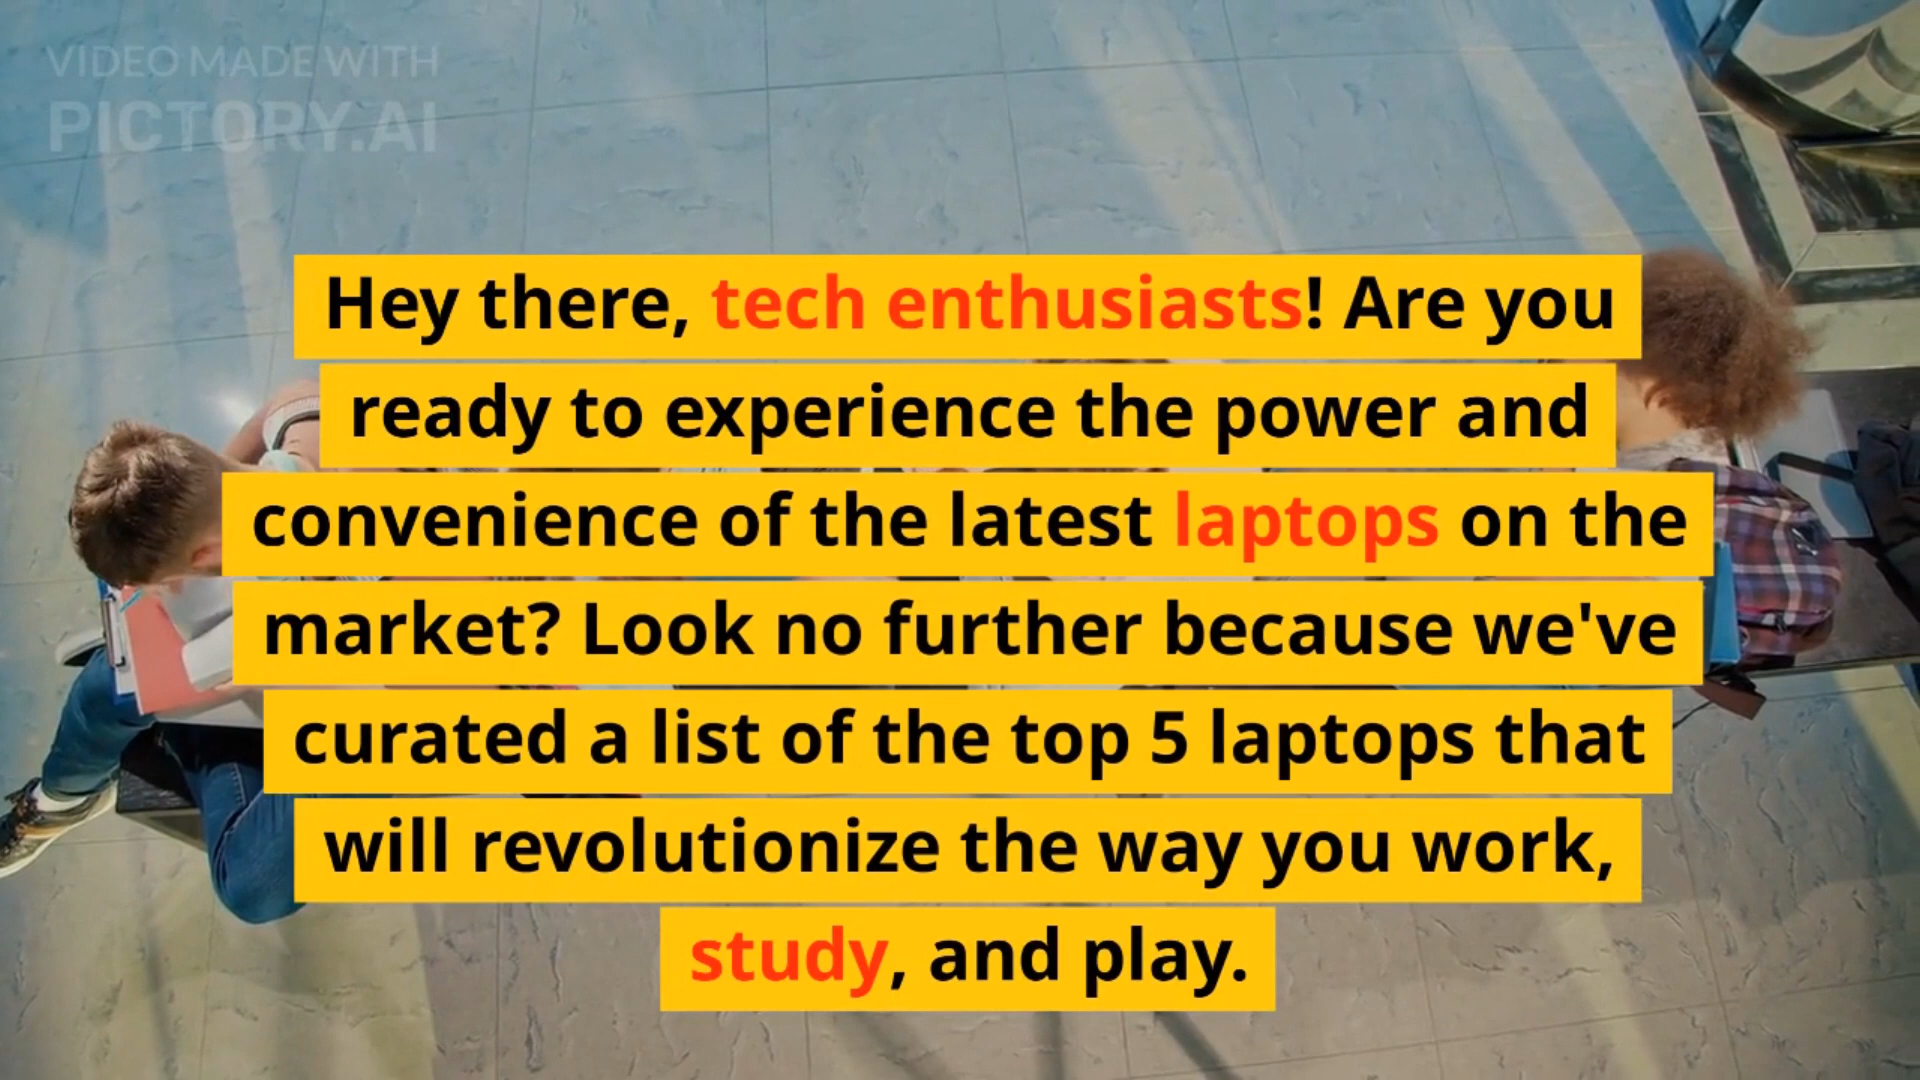 VIDEO MADE WITH
PICTORY.AI
Hey there, tech enthusiasts! Are you
ready to experience the power and
convenience of the latest laptops on the
market? Look no further because we've
curated a list of the top 5 laptops that
will revolutionize the way you work,
study, and play.